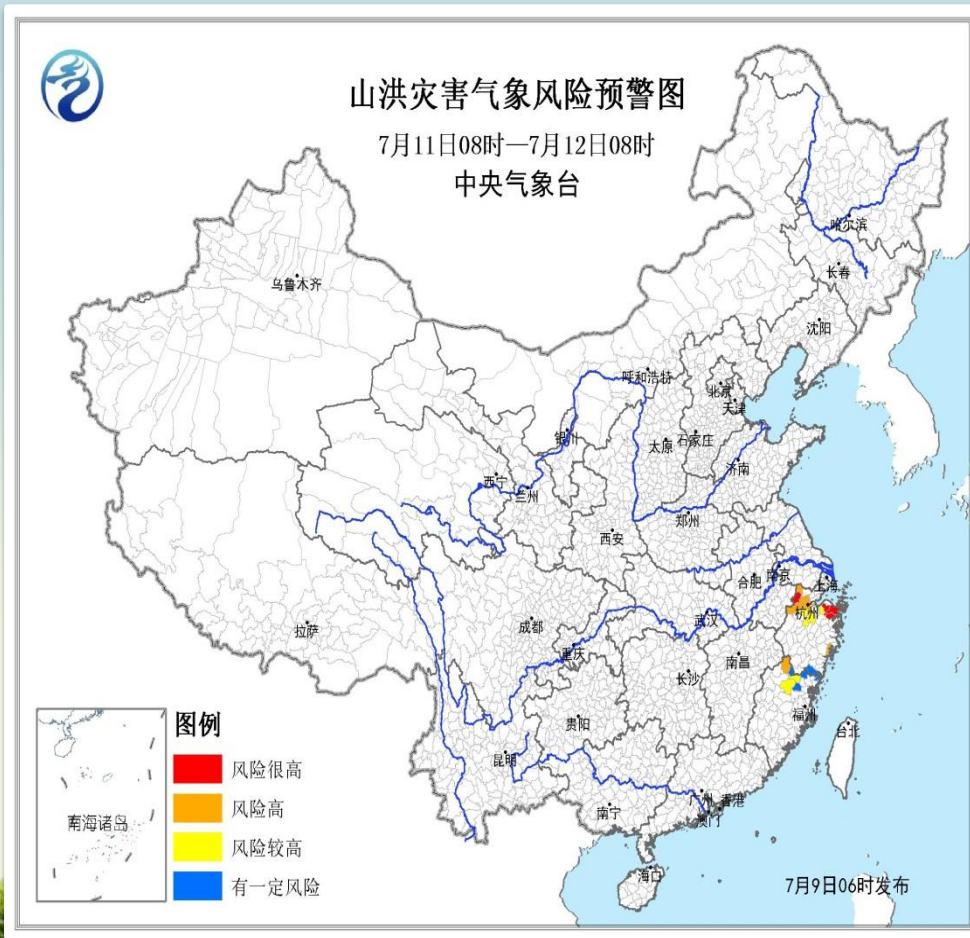 山洪灾害气象风险预警图
7月11日08时—7月12日08时
中央气象台
哈尔滨
长春
乌鲁木齐
沈阳
呼和浩特
北京
天津
银川
太原
石家庄
济南
西宁
兰州
郑州
西安
南京
合肥
上海
杭州
武汉
成都
拉萨
重庆
南昌
长沙
福州
贵阳
台北
昆明
广州
香港
澳门
南宁
海口
图例
风险很高
风险高
风险较高
有一定风险
南海诸岛
7月9日06时发布